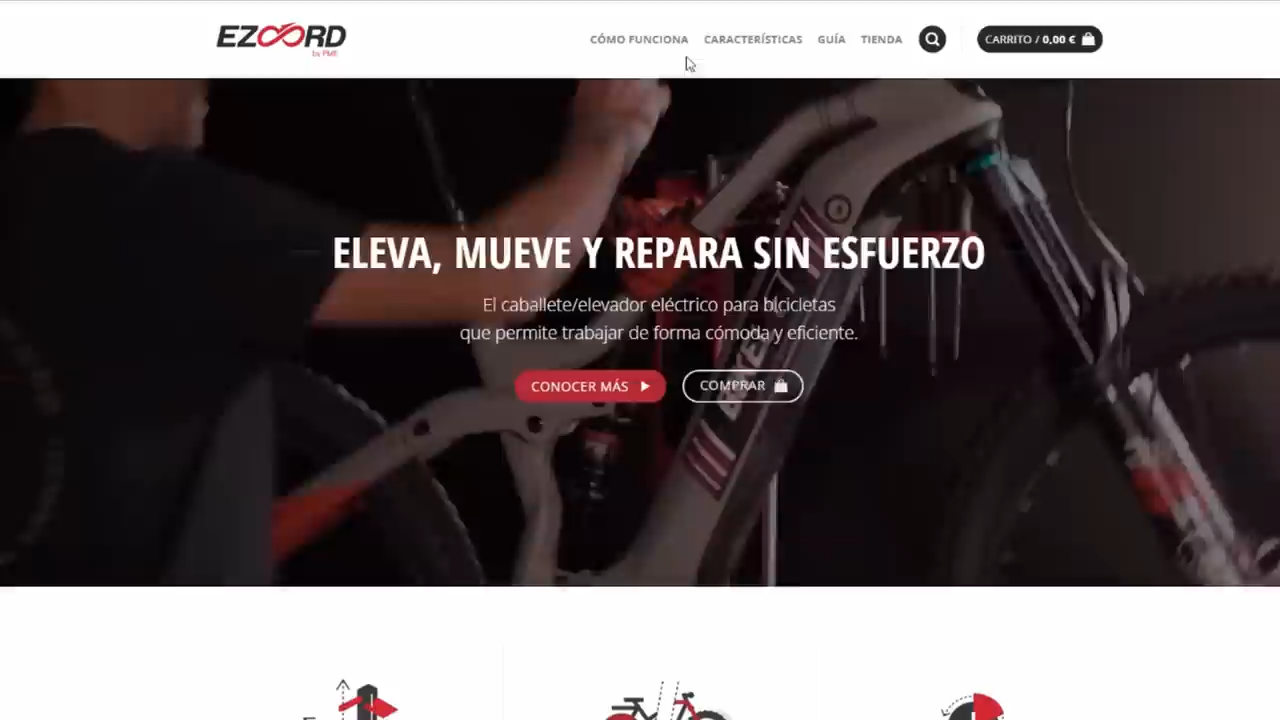 EZOORD
by PME
CÓMO FUNCIONA
CARACTERÍSTICAS
GUÍA
TIENDA
CARRITO / 0,00 €
ELEVA, MUEVE Y REPARA SIN ESFUERZO
El caballete/elevador eléctrico para bicicletas
que permite trabajar de forma cómoda y eficiente.
CONOCER MÁS
COMPRAR